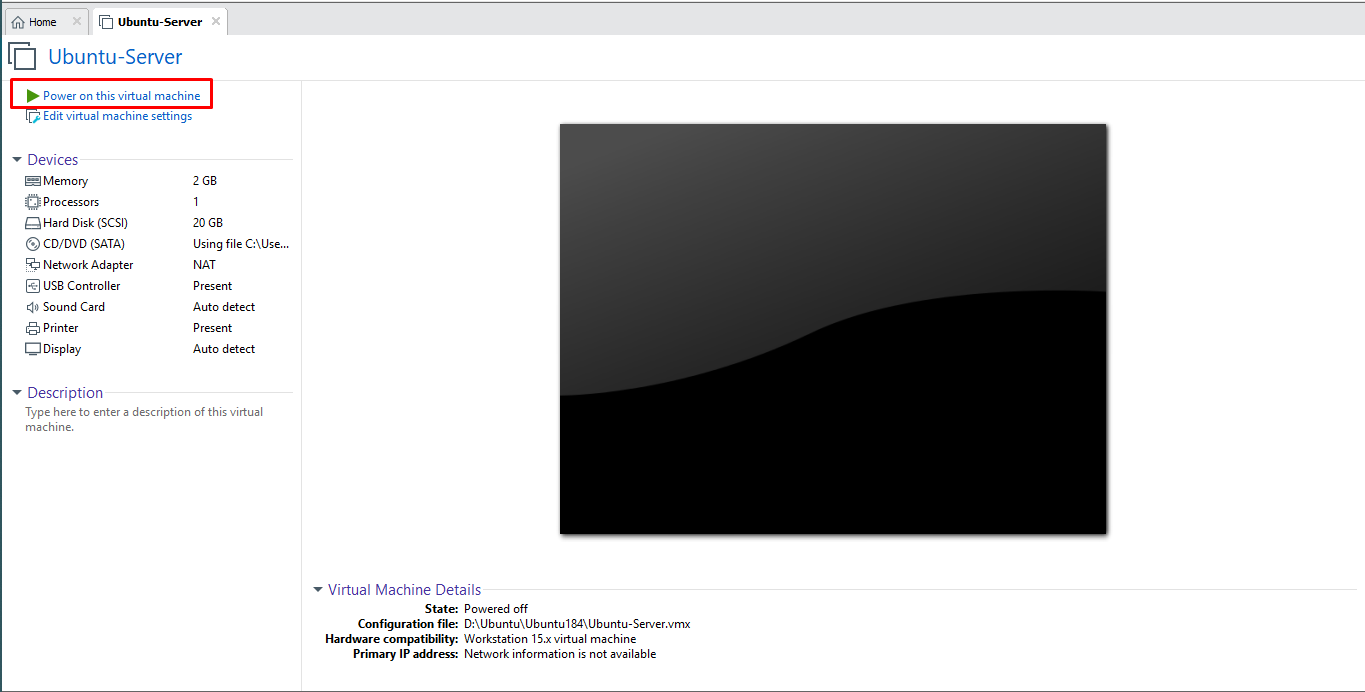 Home
Ubuntu-Server
Ubuntu-Server
Power on this virtual machine
Edit virtual machine settings
Devices
Memory 2 GB
Processors 1
Hard Disk (SCSI) 20 GB
CD/DVD (SATA) Using file C:\Use...
Network Adapter NAT
USB Controller Present
Sound Card Auto detect
Printer Present
Display Auto detect
Description
Type here to enter a description of this virtual
machine.
Virtual Machine Details
State: Powered off
Configuration file: D:\Ubuntu\Ubuntu184\Ubuntu-Server.vmx
Hardware compatibility: Workstation 15.x virtual machine
Primary IP address: Network information is not available